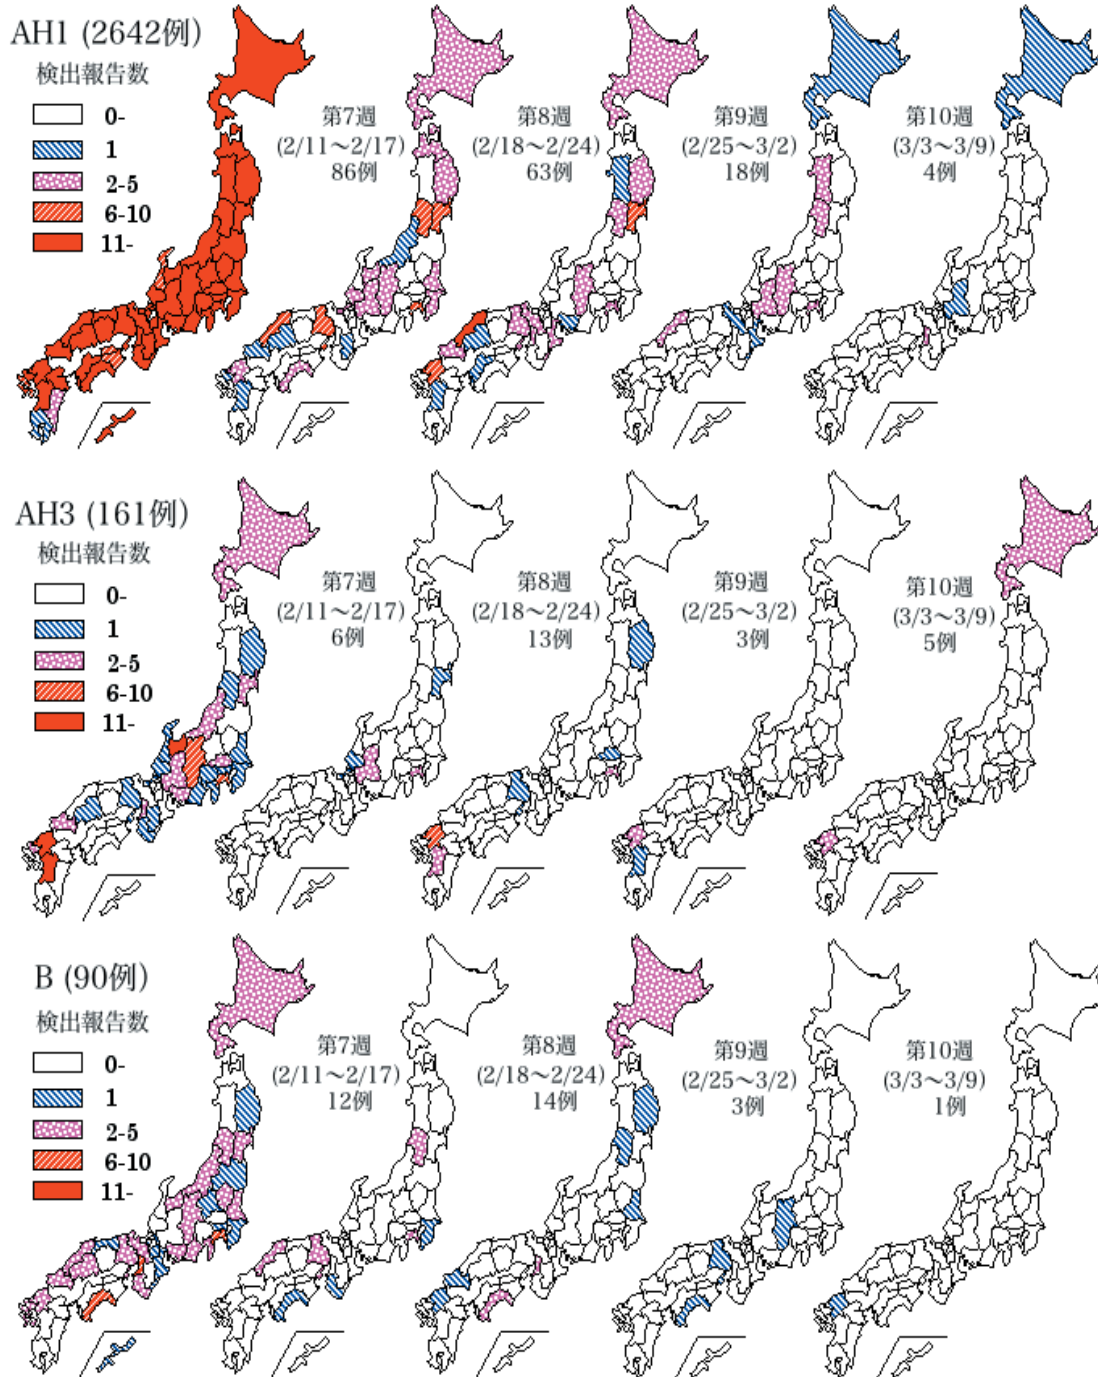 AH1 (2642例)
検出報告数
0-
1
2-5
6-10
11-
第7週
(2/11～2/17)
86例
第8週
(2/18～2/24)
63例
第9週
(2/25～3/2)
18例
第10週
(3/3～3/9)
4例
AH3 (161例)
検出報告数
0-
1
2-5
6-10
11-
第7週
(2/11～2/17)
6例
第8週
(2/18～2/24)
13例
第9週
(2/25～3/2)
3例
第10週
(3/3～3/9)
5例
B (90例)
検出報告数
0-
1
2-5
6-10
11-
第7週
(2/11～2/17)
12例
第8週
(2/18～2/24)
14例
第9週
(2/25～3/2)
3例
第10週
(3/3～3/9)
1例